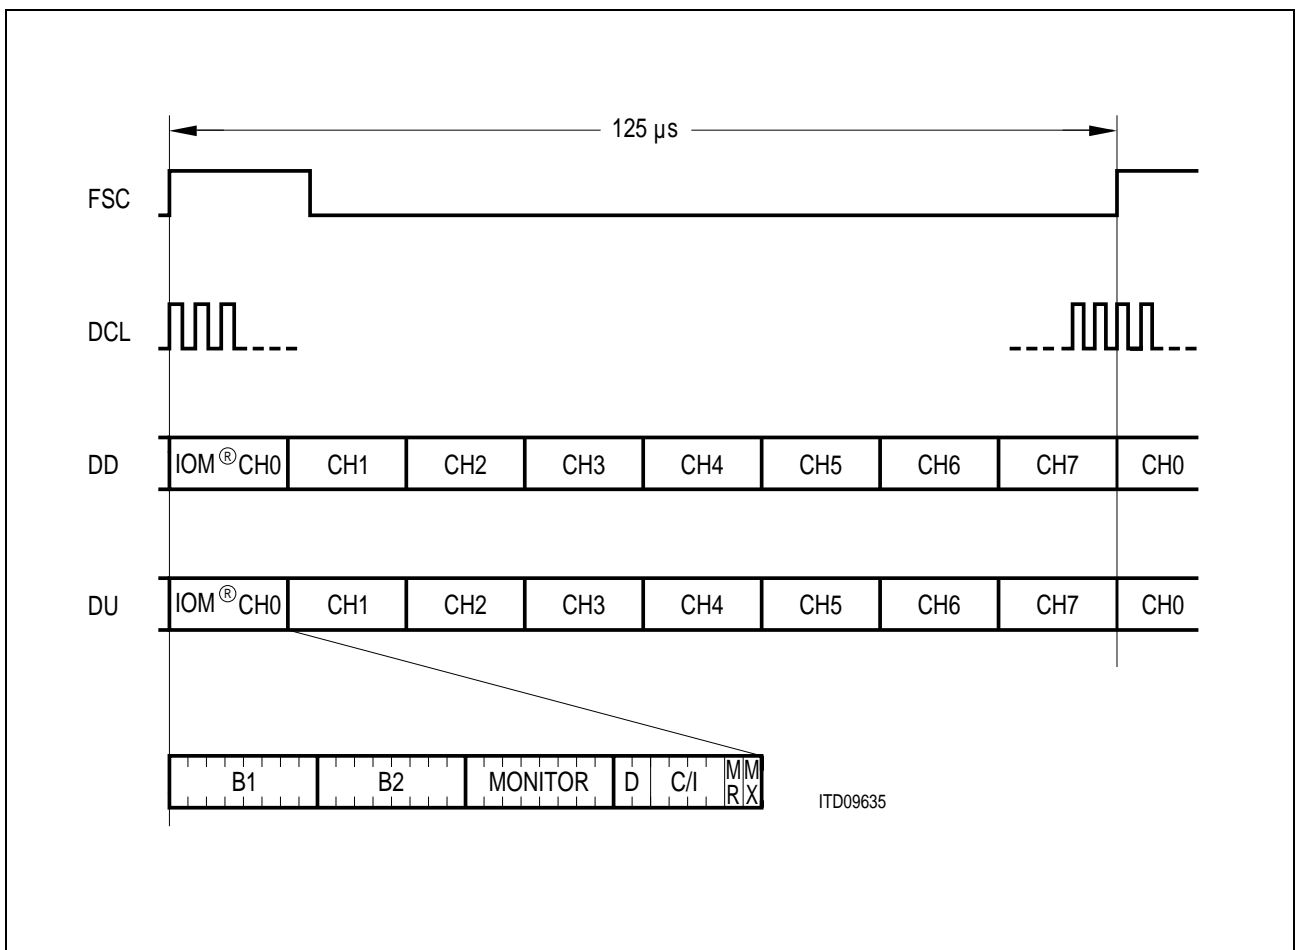 125 µs
FSC
DCL
DD IOM ® CH0 CH1 CH2 CH3 CH4 CH5 CH6 CH7 CH0
DU IOM ® CH0 CH1 CH2 CH3 CH4 CH5 CH6 CH7 CH0
B1 B2 MONITOR D C/I MR MX
ITD09635